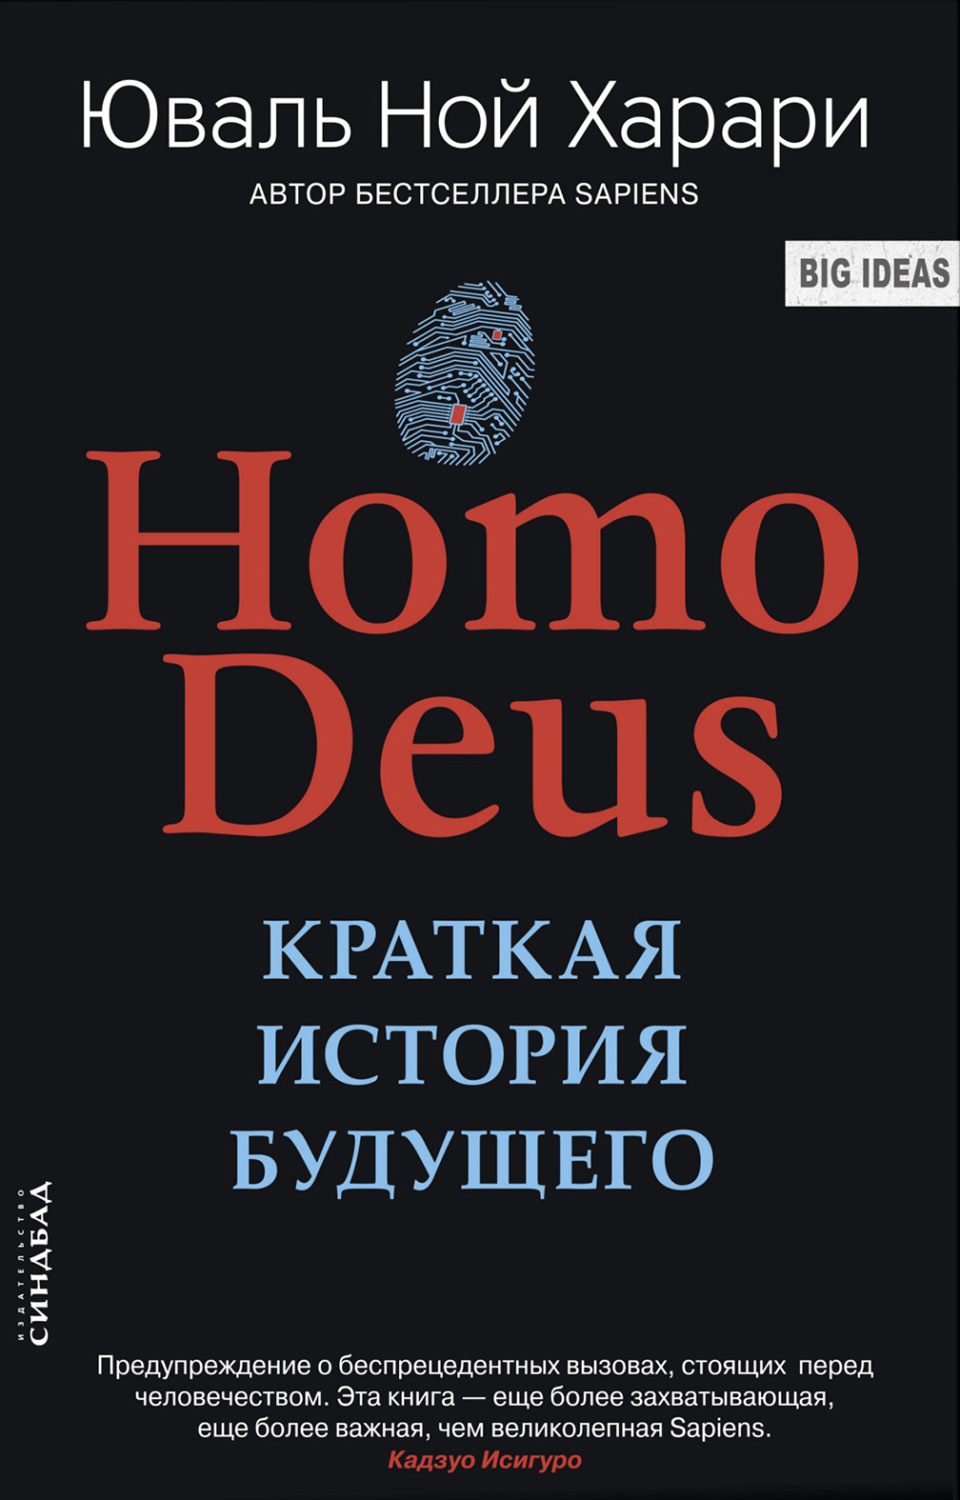 Юваль Ной Харари
АВТОР БЕСТСЕЛЛЕРА SAPIENS
BIG IDEAS
Homo
Deus
КРАТКАЯ
ИСТОРИЯ
БУДУЩЕГО
ИЗДАТЕЛЬСТВО
СИНДБАД
Предупреждение о беспрецедентных вызовах, стоящих перед
человечеством. Эта книга — еще более захватывающая,
еще более важная, чем великолепная Sapiens.
Кадзуо Исигуро